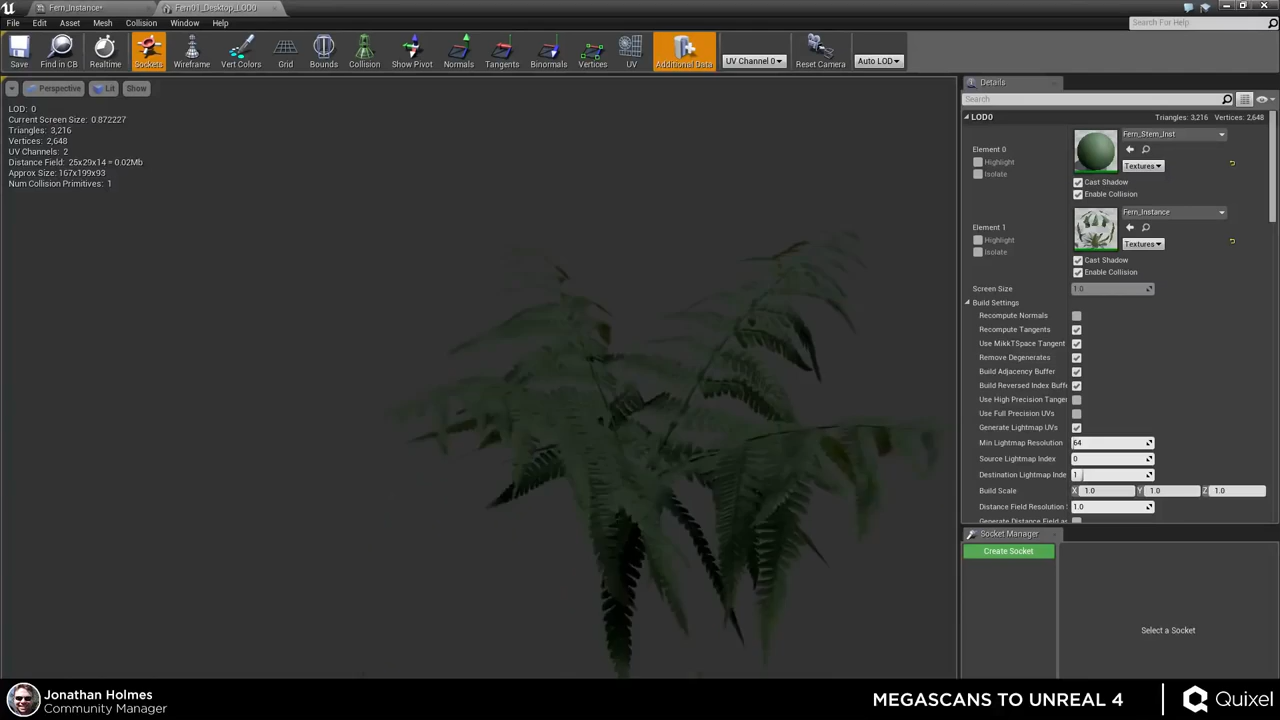 Fern_Instance*
Fern01_Desktop_LOD0
File Edit Asset Mesh Collision Window Help
Search For Help
Save Find in CB Realtime Sockets Wireframe Vert Colors Grid Bounds Collision Show Pivot Normals Tangents Binormals Vertices UV Additional Data UV Channel 0 Reset Camera Auto LOD
Perspective Lit Show
LOD: 0
Current Screen Size: 0.872227
Triangles: 3,216
Vertices: 2,648
UV Channels: 2
Distance Field: 25x29x14 = 0.02Mb
Approx Size: 167x199x93
Num Collision Primitives: 1
Details
Search
LOD0 Triangles: 3,216 Vertices: 2,648
Element 0
Highlight
Isolate
Fern_Stem_Inst
Textures
Cast Shadow
Enable Collision
Element 1
Highlight
Isolate
Fern_Instance
Textures
Cast Shadow
Enable Collision
Screen Size 1.0
Build Settings
Recompute Normals
Recompute Tangents
Use MikkTSpace Tangent
Remove Degenerates
Build Adjacency Buffer
Build Reversed Index Buffe
Use High Precision Tanger
Use Full Precision UVs
Generate Lightmap UVs
Min Lightmap Resolution 64
Source Lightmap Index 0
Destination Lightmap Inde 1
Build Scale X 1.0 Y 1.0 Z 1.0
Distance Field Resolution 1.0
Generate Distance Field as
Socket Manager
Create Socket
Select a Socket
Jonathan Holmes
Community Manager
MEGASCANS TO UNREAL 4
Quixel